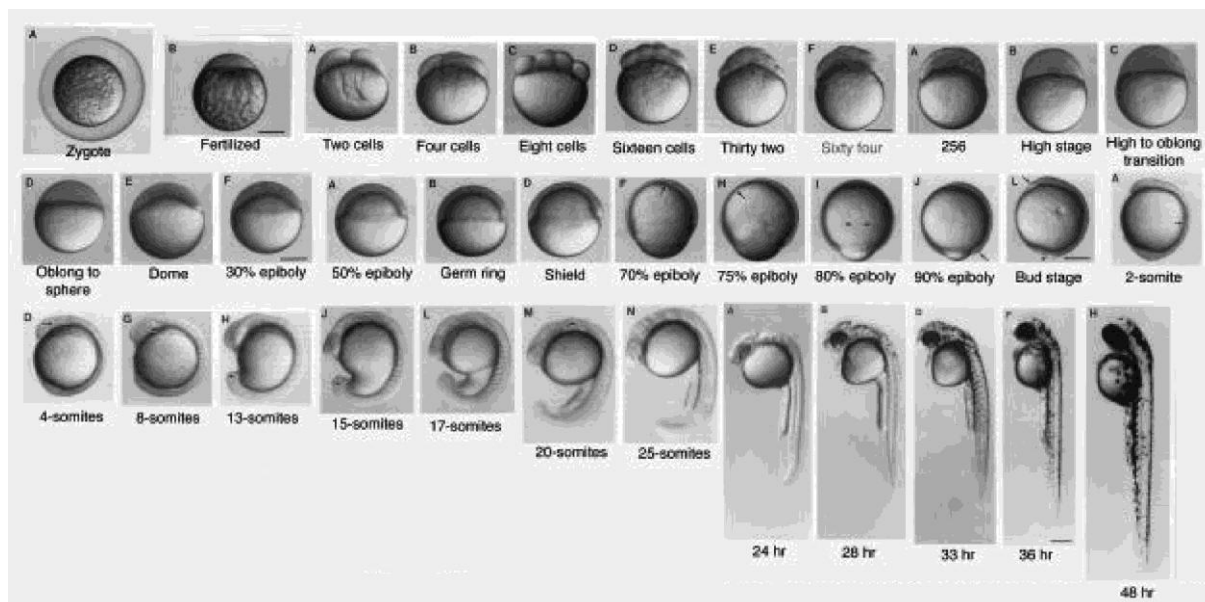 A
B
A
B
C
D
E
F
A
B
C
Zygote
Fertilized
Two cells
Four cells
Eight cells
Sixteen cells
Thirty two
Sixty four
256
High stage
High to oblong
transition
D
E
F
A
B
D
F
H
I
J
L
A
Oblong to
sphere
Dome
30% epiboly
50% epiboly
Germ ring
Shield
70% epiboly
75% epiboly
80% epiboly
90% epiboly
Bud stage
2-somite
D
G
H
J
L
M
N
A
B
D
F
H
4-somites
8-somites
13-somites
15-somites
17-somites
20-somites
25-somites
24 hr
28 hr
33 hr
36 hr
48 hr